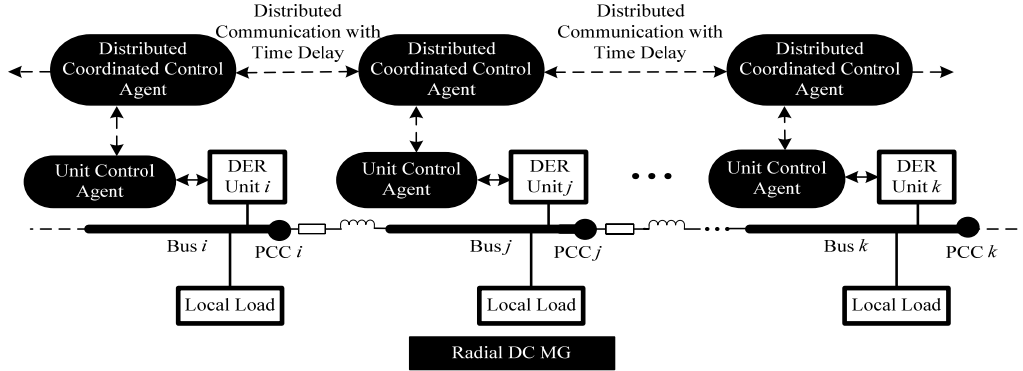 Distributed
Communication with
Time Delay
Distributed
Communication with
Time Delay
Distributed
Coordinated Control
Agent
Distributed
Coordinated Control
Agent
Distributed
Coordinated Control
Agent
Unit Control
Agent
DER
Unit i
Unit Control
Agent
DER
Unit j
Unit Control
Agent
DER
Unit k
Bus i
PCC i
Bus j
PCC j
Bus k
PCC k
Local Load
Local Load
Local Load
Radial DC MG